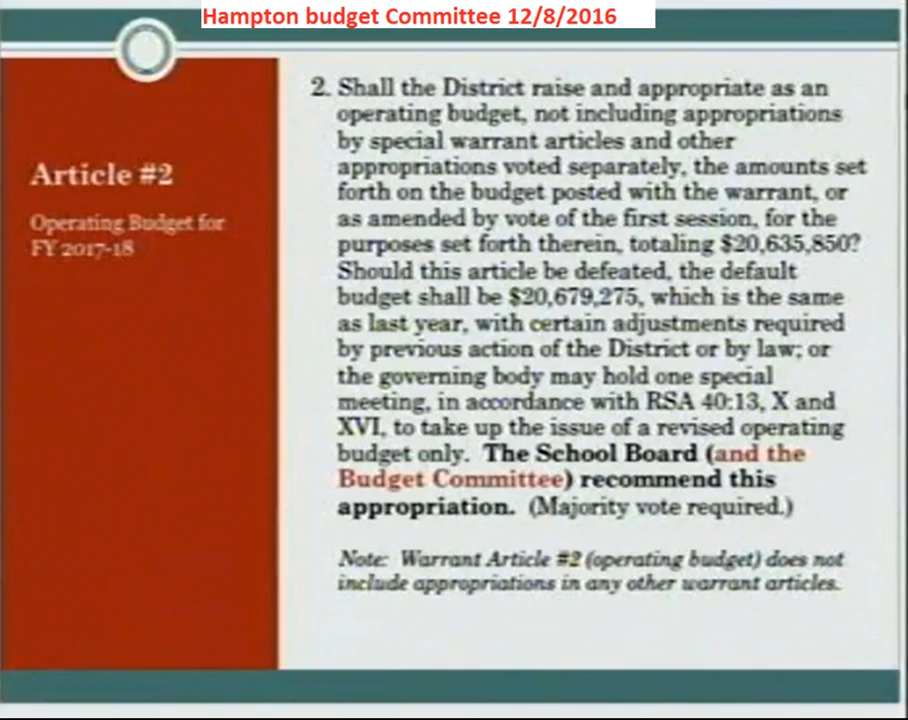 Hampton budget Committee 12/8/2016
Article #2
Operating Budget for
FY 2017-18
2. Shall the District raise and appropriate as an
operating budget, not including appropriations
by special warrant articles and other
appropriations voted separately, the amounts set
forth on the budget posted with the warrant, or
as amended by vote of the first session, for the
purposes set forth therein, totaling $20,635,850?
Should this article be defeated, the default
budget shall be $20,679,275, which is the same
as last year, with certain adjustments required
by previous action of the District or by law; or
the governing body may hold one special
meeting, in accordance with RSA 40:13, X and
XVI, to take up the issue of a revised operating
budget only. The School Board (and the
Budget Committee) recommend this
appropriation. (Majority vote required.)
Note: Warrant Article #2 (operating budget) does not
include appropriations in any other warrant articles.